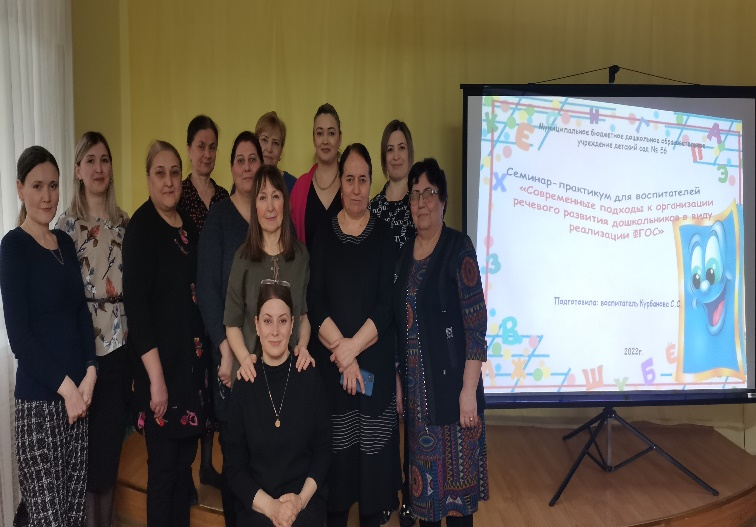 Муниципальное бюджетное дошкольное образовательное
учреждение детский сад № 56
Семинар-практикум для воспитателей
«Современные подходы к организации
речевого развития дошкольников в виду
реализации ФГОС»
Подготовила: воспитатель Курбанова С.С.
2022г.